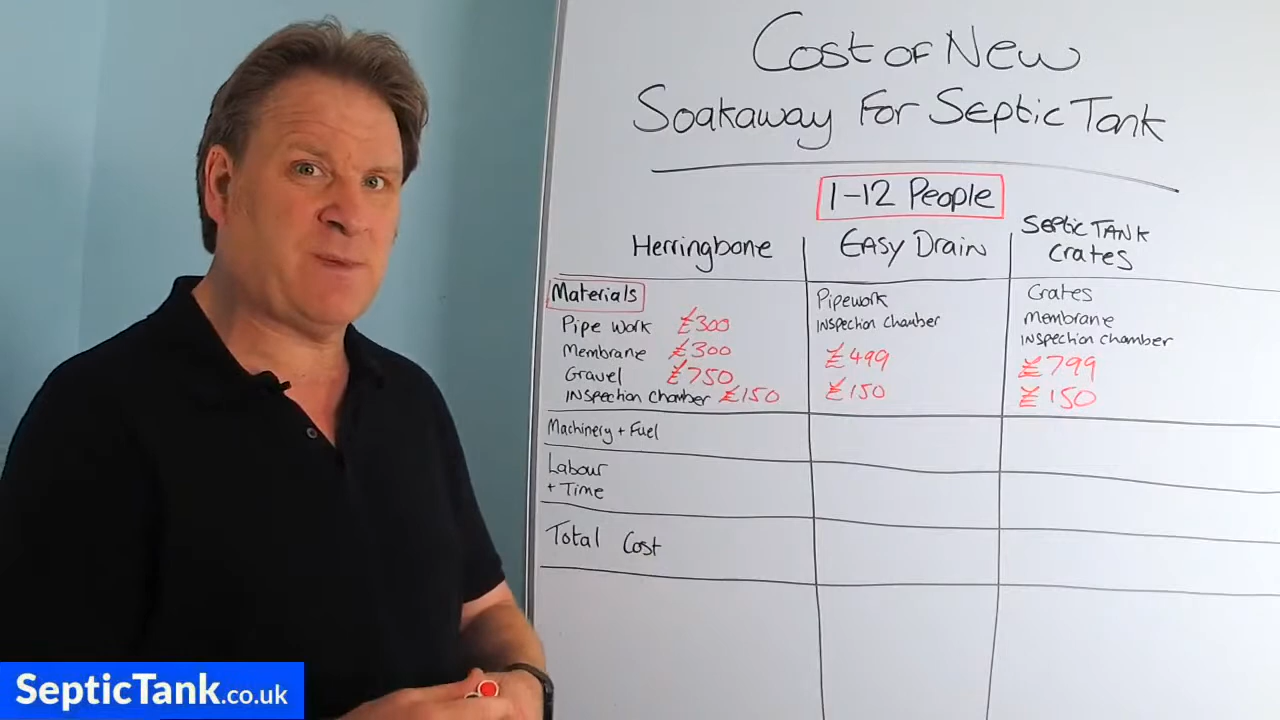 Cost of New
Soakaway For Septic Tank
1-12 People
Herringbone
Easy Drain
Septic TANK
Crates
Materials
Pipe Work £300
Membrane £300
Gravel £750
Inspection Chamber £150
Pipework
Inspection Chamber
£499
£150
Crates
Membrane
Inspection Chamber
£799
£150
Machinery + Fuel
Labour
+ Time
Total Cost
SepticTank.co.uk